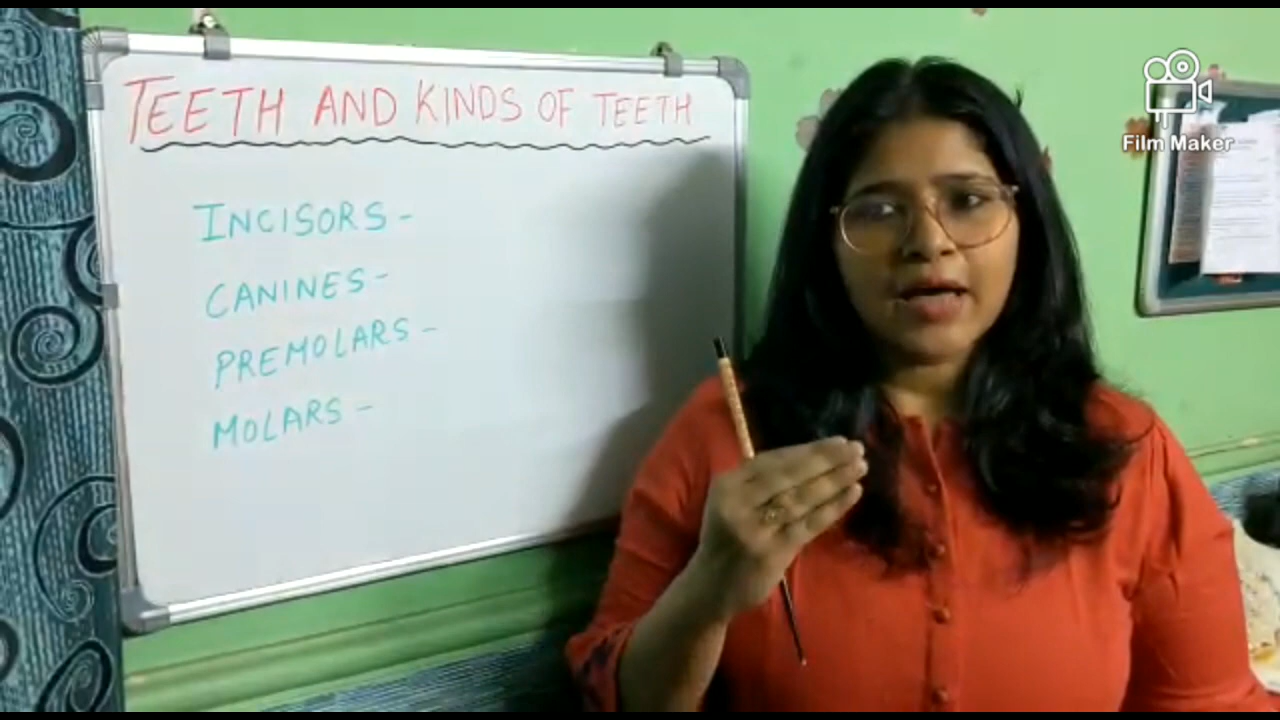 TEETH AND KINDS OF TEETH
INCISORS -
CANINES -
PREMOLARS -
MOLARS -
Film Maker